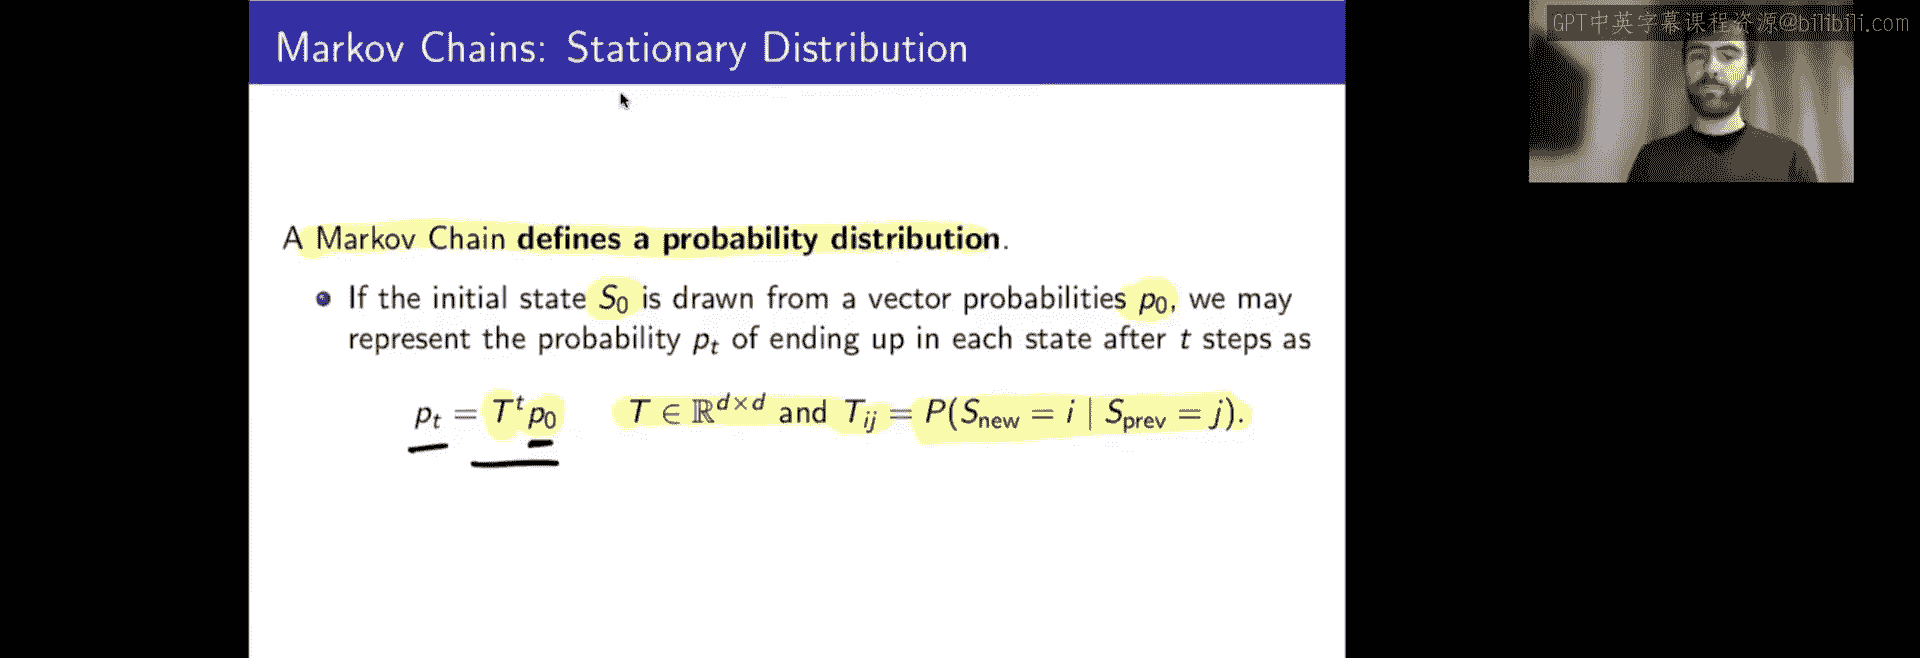 Markov Chains: Stationary Distribution
GPT中英字幕课程资源@bilibili.com
A Markov Chain defines a probability distribution.
If the initial state S₀ is drawn from a vector probabilities p₀, we may
represent the probability pₜ of ending up in each state after t steps as
pₜ = Tᵗp₀ T ∈ ℝᵈˣᵈ and Tᵢⱼ = P(Sₙₑw = i | Sₚᵣₑᵥ = j).